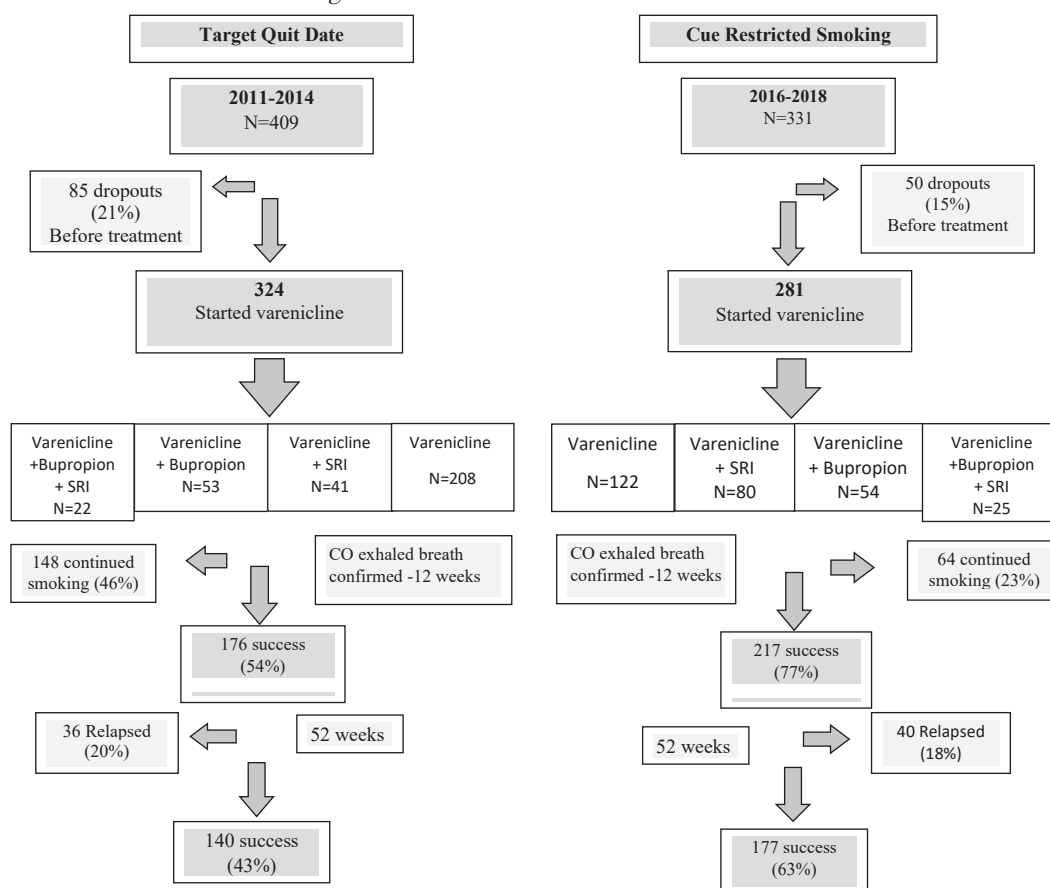 Target Quit Date
2011-2014
N=409
85 dropouts
(21%)
Before treatment
324
Started varenicline
Varenicline
+Bupropion
+ SRI
N=22
Varenicline
+ Bupropion
N=53
Varenicline
+ SRI
N=41
Varenicline
N=208
148 continued
smoking (46%)
CO exhaled breath
confirmed -12 weeks
176 success
(54%)
36 Relapsed
(20%)
52 weeks
140 success
(43%)
Cue Restricted Smoking
2016-2018
N=331
50 dropouts
(15%)
Before treatment
281
Started varenicline
Varenicline
N=122
Varenicline
+ SRI
N=80
Varenicline
+ Bupropion
N=54
Varenicline
+Bupropion
+ SRI
N=25
CO exhaled breath
confirmed -12 weeks
64 continued
smoking (23%)
217 success
(77%)
52 weeks
40 Relapsed
(18%)
177 success
(63%)